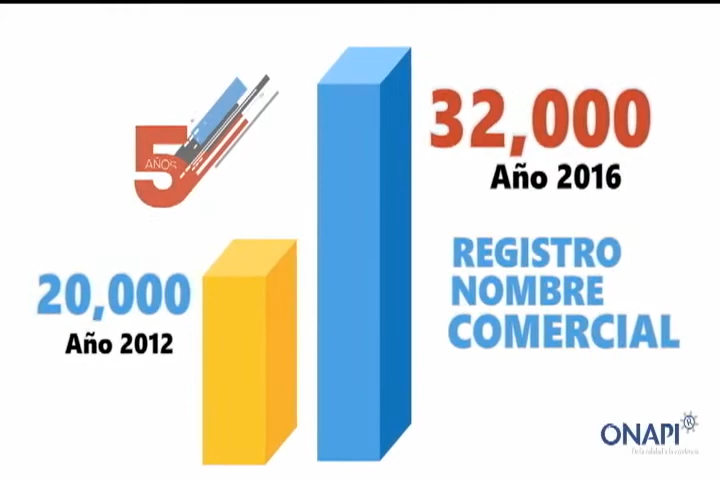 5
AÑOS
32,000
Año 2016
20,000
Año 2012
REGISTRO
NOMBRE
COMERCIAL
ONAPI